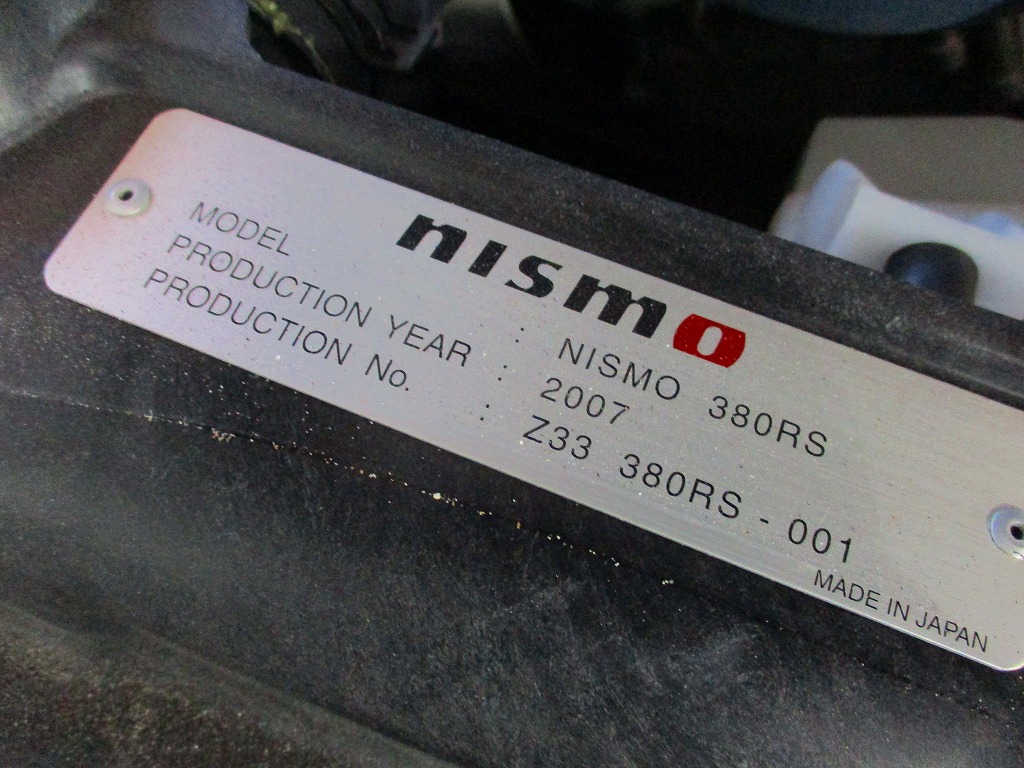 nismo
MODEL : NISMO 380RS
PRODUCTION YEAR : 2007
PRODUCTION No. : Z33 380RS - 001
MADE IN JAPAN